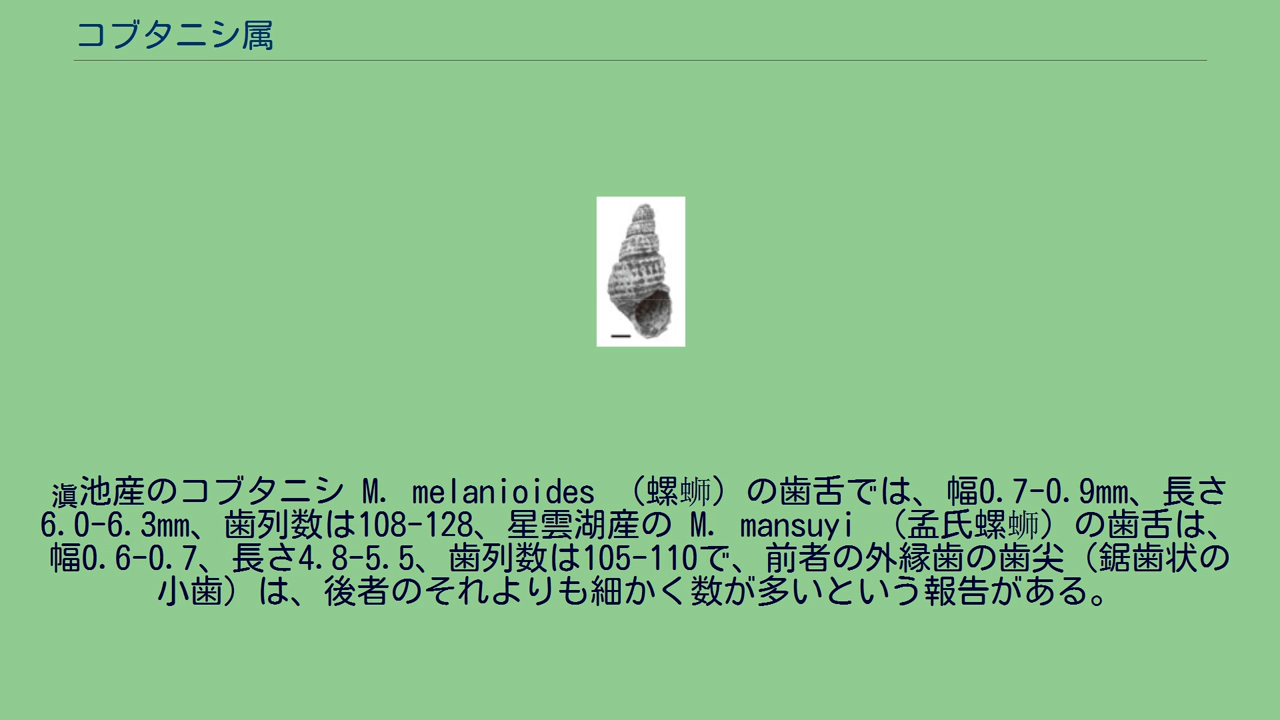 コブタニシ属
滇池産のコブタニシ M. melanioides （螺蛳）の歯舌では、幅0.7-0.9mm、長さ
6.0-6.3mm、歯列数は108-128、星雲湖産の M. mansuyi （孟氏螺蛳）の歯舌は、
幅0.6-0.7、長さ4.8-5.5、歯列数は105-110で、前者の外縁歯の歯尖（鋸歯状の
小歯）は、後者のそれよりも細かく数が多いという報告がある。